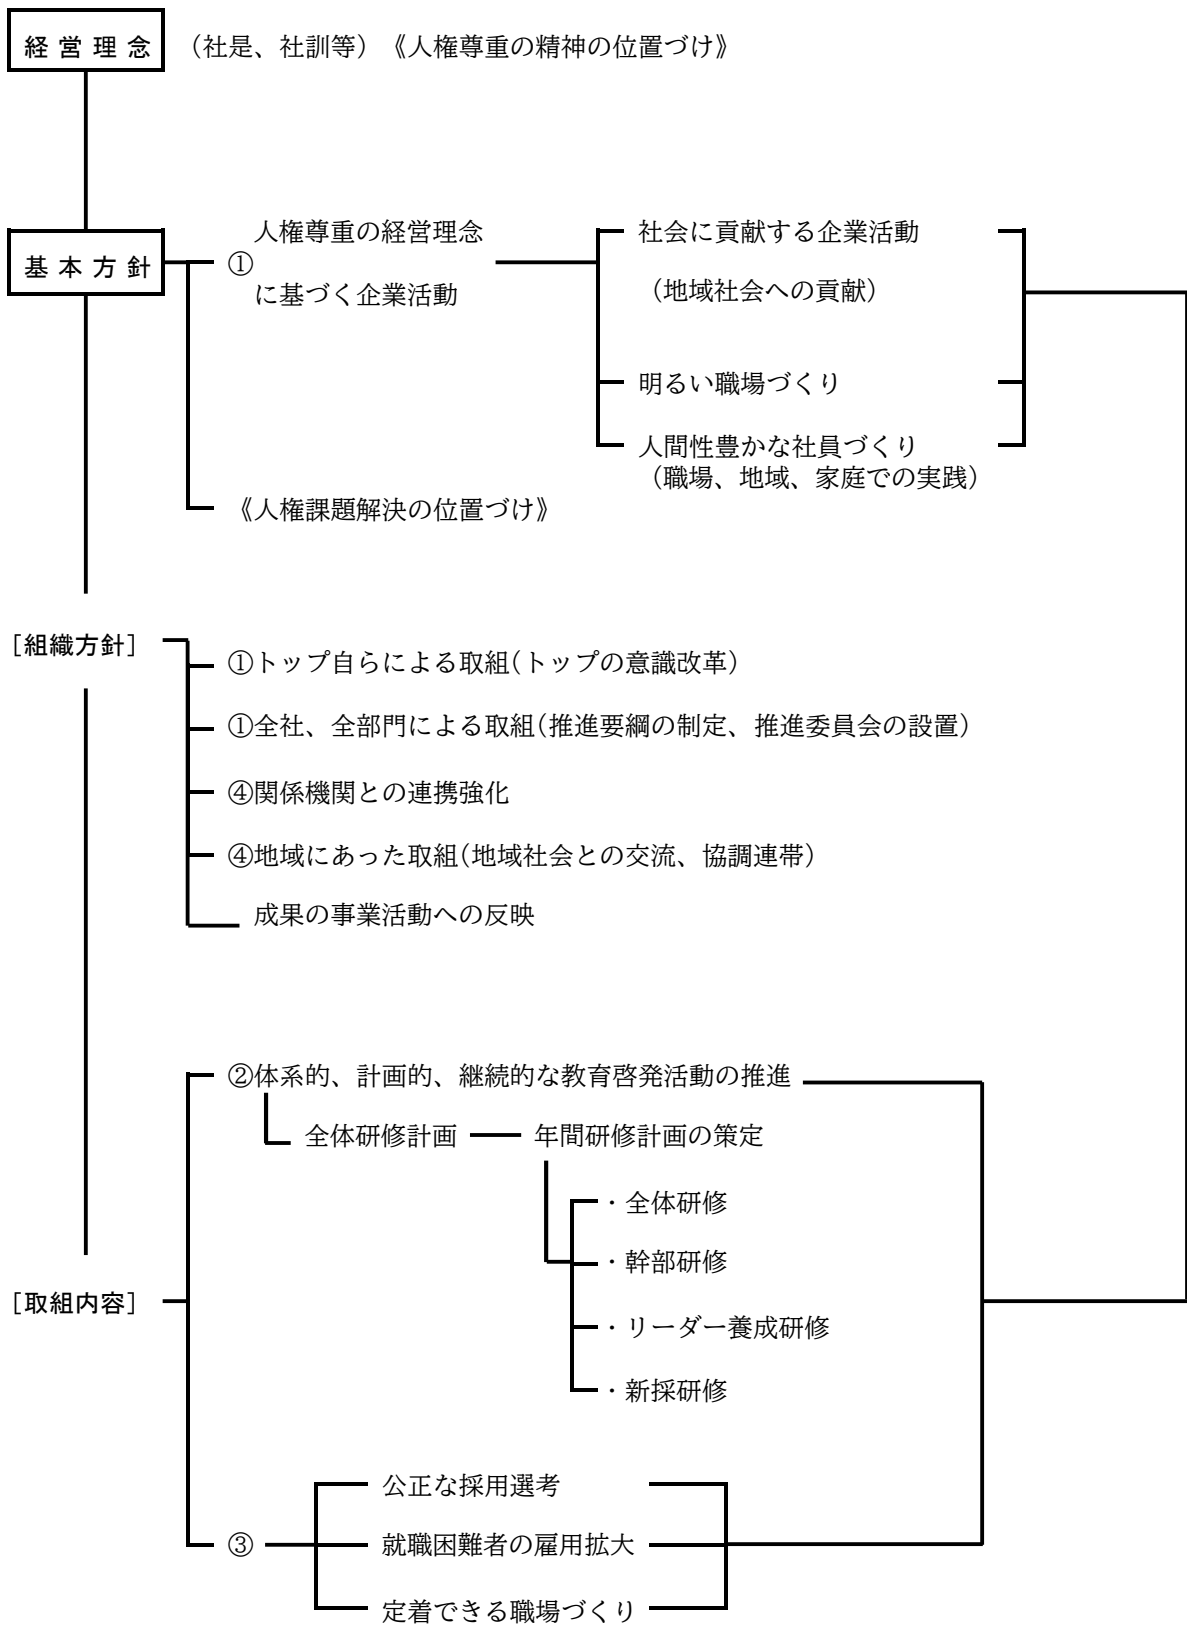 経営理念 （社是、社訓等）《人権尊重の精神の位置づけ》
人権尊重の経営理念
基本方針 ①
に基づく企業活動
社会に貢献する企業活動
（地域社会への貢献）
明るい職場づくり
人間性豊かな社員づくり
（職場、地域、家庭での実践）
《人権課題解決の位置づけ》
［組織方針］
①トップ自らによる取組（トップの意識改革）
①全社、全部門による取組（推進要綱の制定、推進委員会の設置）
④関係機関との連携強化
④地域にあった取組（地域社会との交流、協調連帯）
成果の事業活動への反映
［取組内容］
②体系的、計画的、継続的な教育啓発活動の推進
全体研修計画 年間研修計画の策定
・全体研修
・幹部研修
・リーダー養成研修
・新採研修
③
公正な採用選考
就職困難者の雇用拡大
定着できる職場づくり